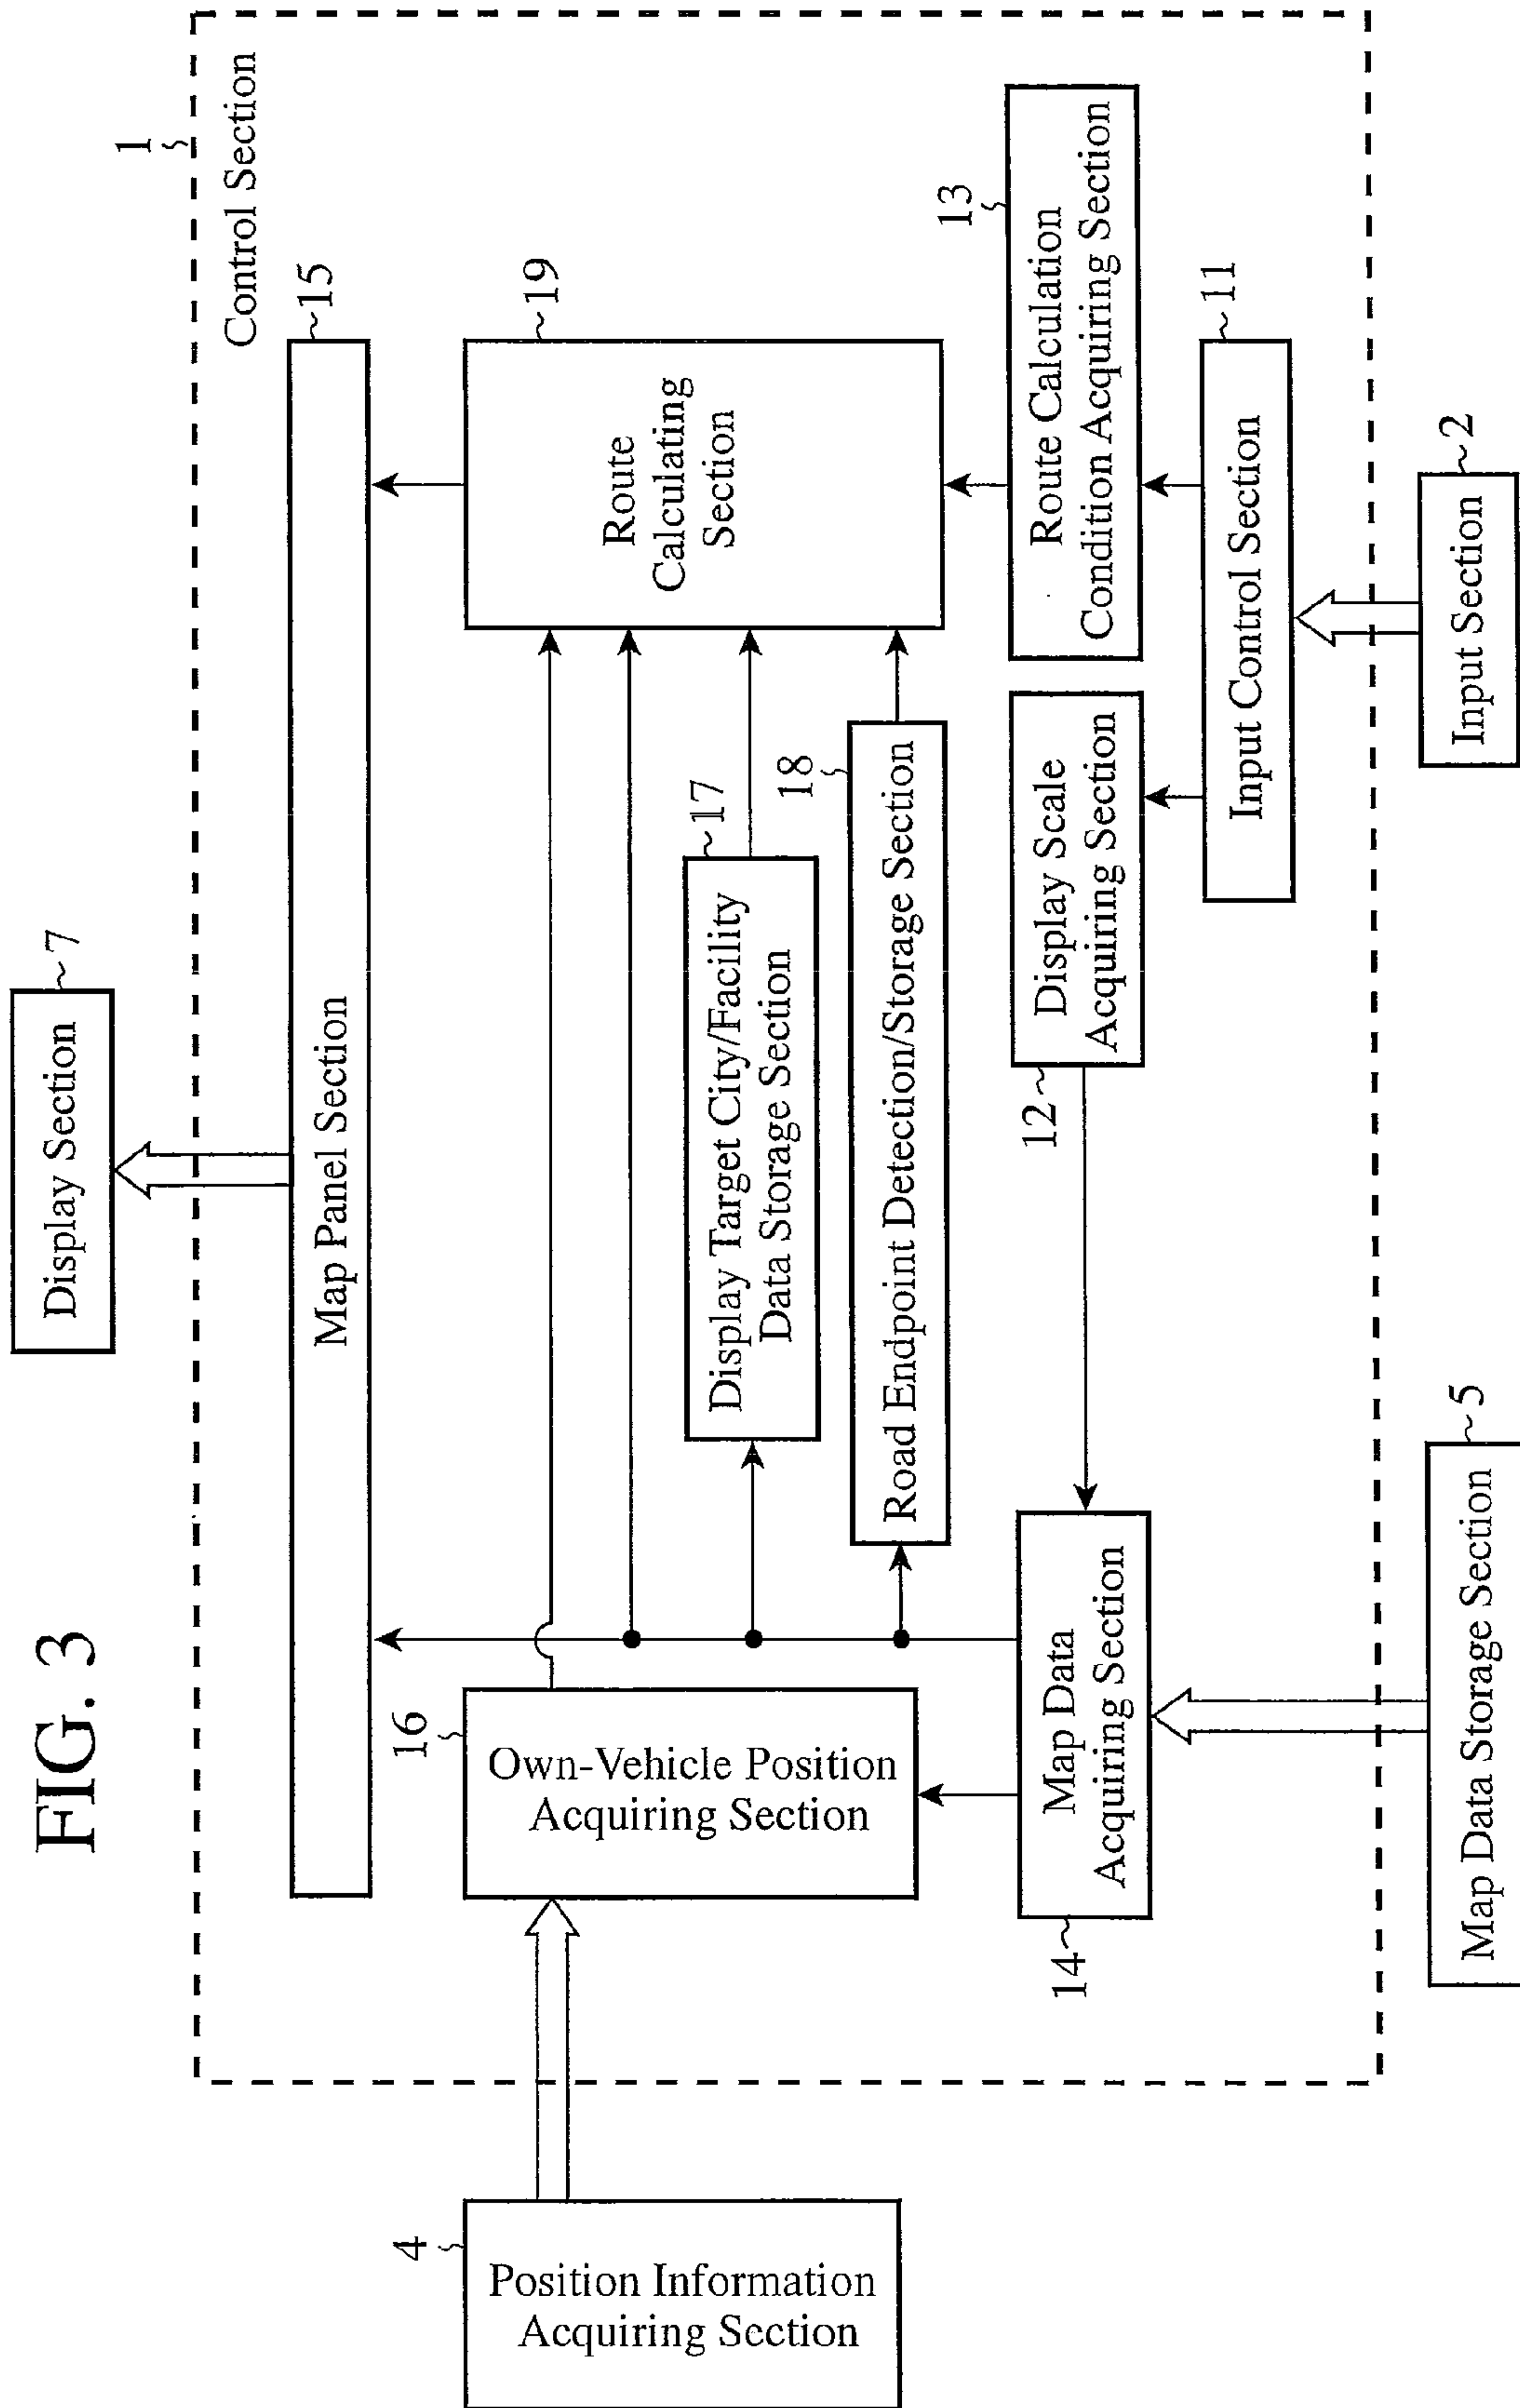 FIG. 3
Display Section
7
1
Control Section
Map Panel Section
15
4
Position Information
Acquiring Section
16
Own-Vehicle Position
Acquiring Section
19
Route
Calculating
Section
17
Display Target City/Facility
Data Storage Section
18
Road Endpoint Detection/Storage Section
14
Map Data
Acquiring Section
12
Display Scale
Acquiring Section
13
Route Calculation
Condition Acquiring Section
11
Input Control Section
5
Map Data Storage Section
2
Input Section